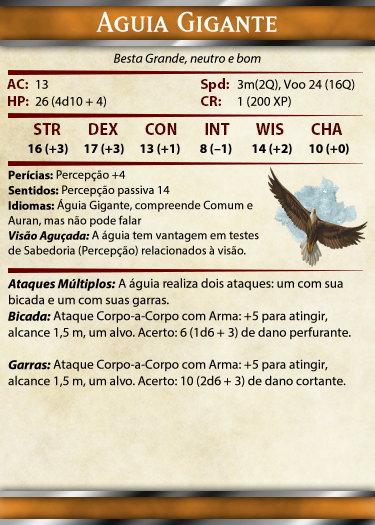 AGUIA GIGANTE
Besta Grande, neutro e bom
AC: 13 Spd: 3m(2Q), Voo 24 (16Q)
HP: 26 (4d10 + 4) CR: 1 (200 XP)
STR DEX CON INT WIS CHA
16 (+3) 17 (+3) 13 (+1) 8 (–1) 14 (+2) 10 (+0)
Perícias: Percepção +4
Sentidos: Percepção passiva 14
Idiomas: Águia Gigante, compreende Comum e
Auran, mas não pode falar
Visão Aguçada: A águia tem vantagem em testes
de Sabedoria (Percepção) relacionados à visão.
Ataques Múltiplos: A águia realiza dois ataques: um com sua
bicada e um com suas garras.
Bicada: Ataque Corpo-a-Corpo com Arma: +5 para atingir,
alcance 1,5 m, um alvo. Acerto: 6 (1d6 + 3) de dano perfurante.
Garras: Ataque Corpo-a-Corpo com Arma: +5 para atingir,
alcance 1,5 m, um alvo. Acerto: 10 (2d6 + 3) de dano cortante.